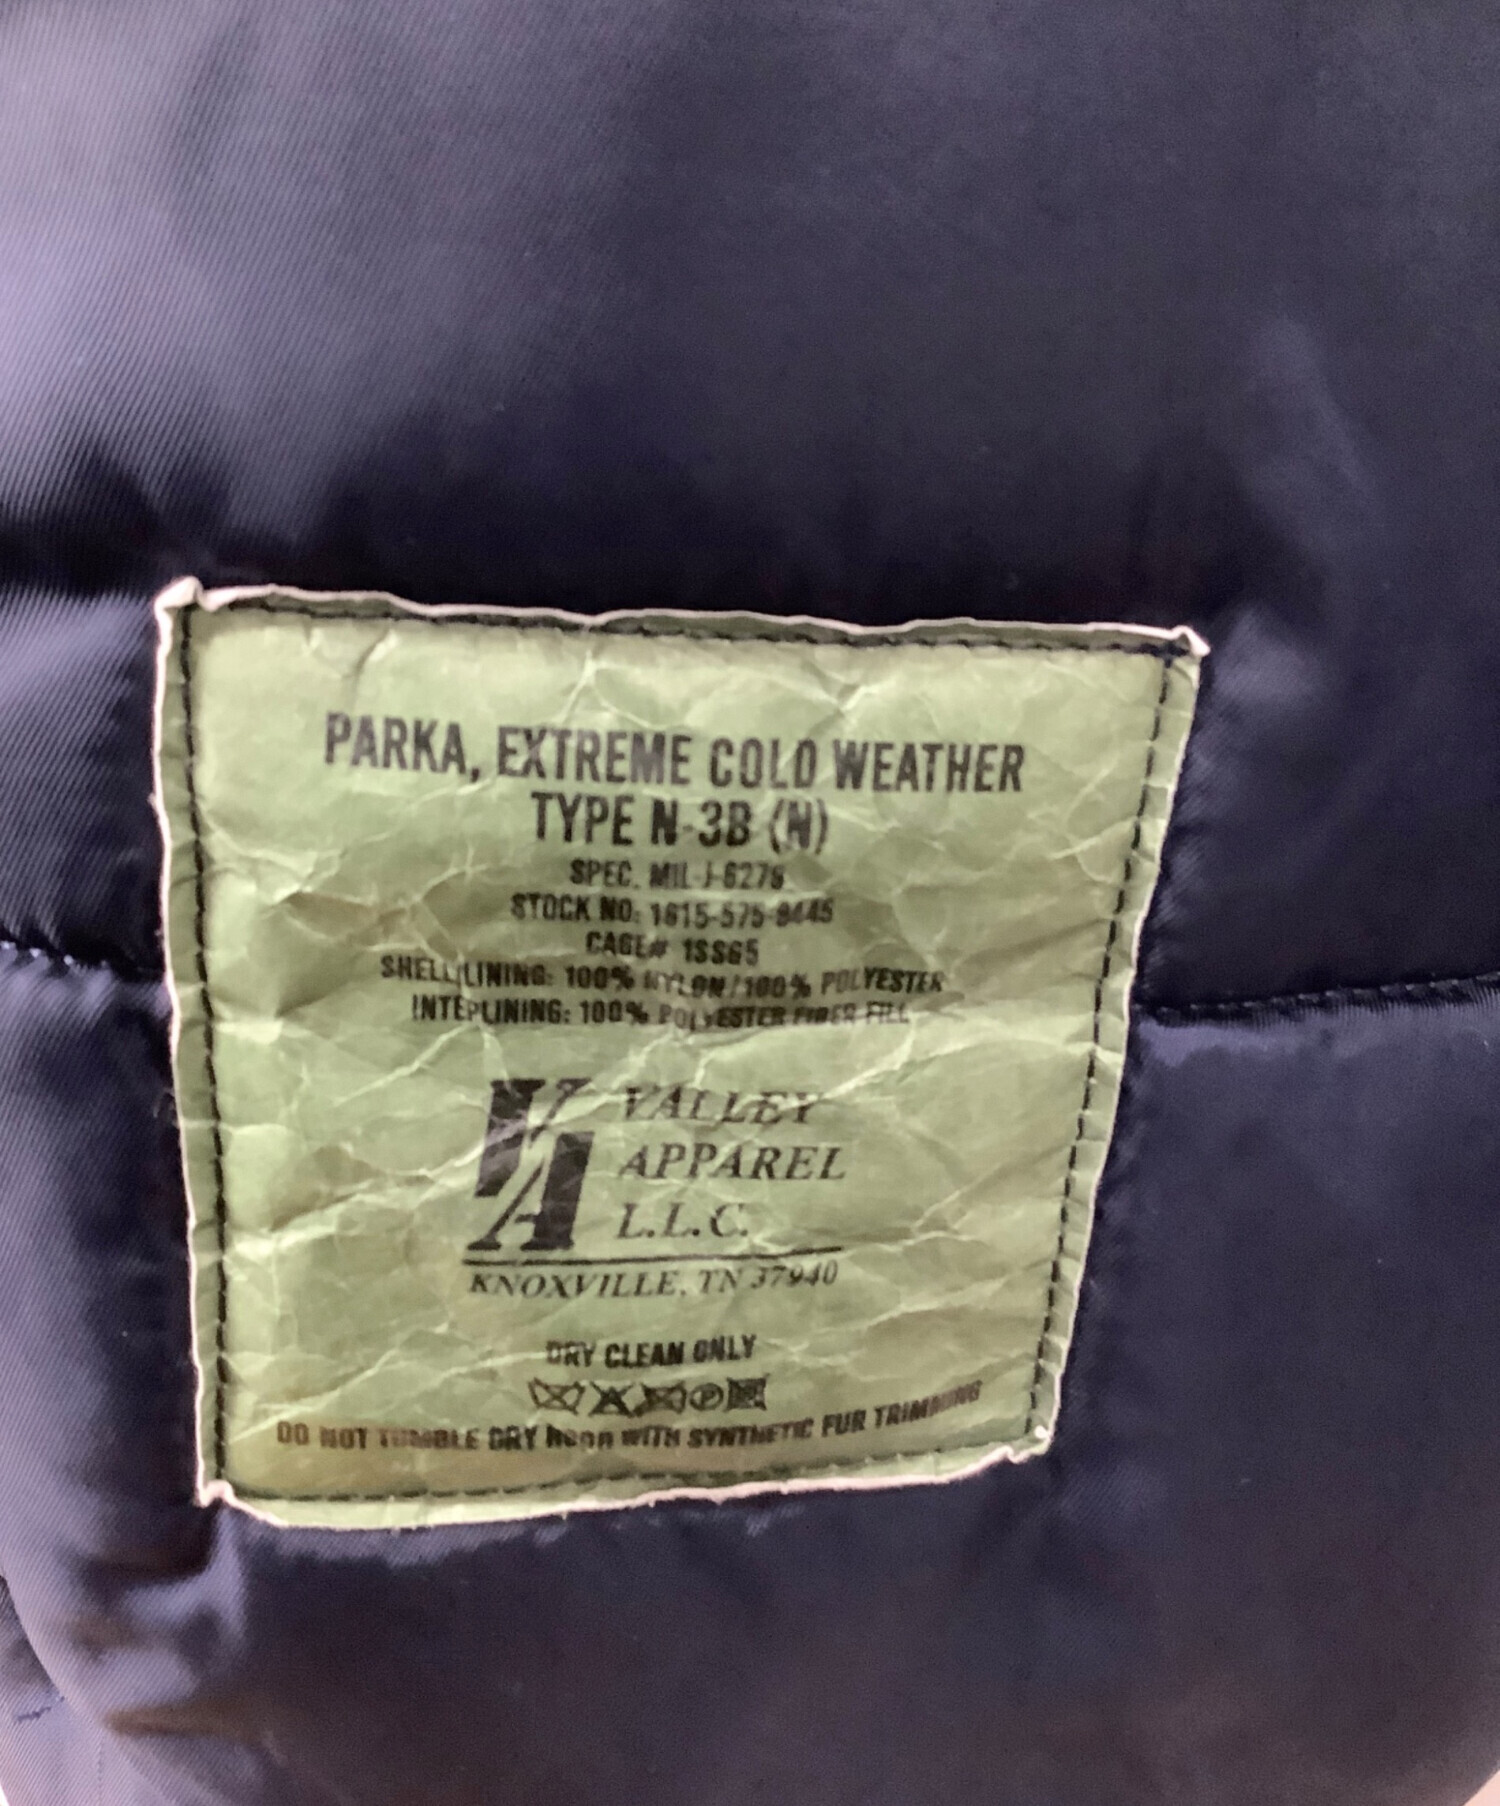 PARKA, EXTREME COLD WEATHER
TYPE N-3B (N)
SPEC. MIL-J-6279
STOCK NO: 1615-575-8445
CAGE# 1SS65
SHELL/LINING: 100% NYLON/100% POLYESTER
INTERLINING: 100% POLYESTER FIBER FILL
VA
VALLEY
APPAREL
L.L.C.
KNOXVILLE, TN 37940
DRY CLEAN ONLY
DO NOT TUMBLE DRY HOOD WITH SYNTHETIC FUR TRIMMING